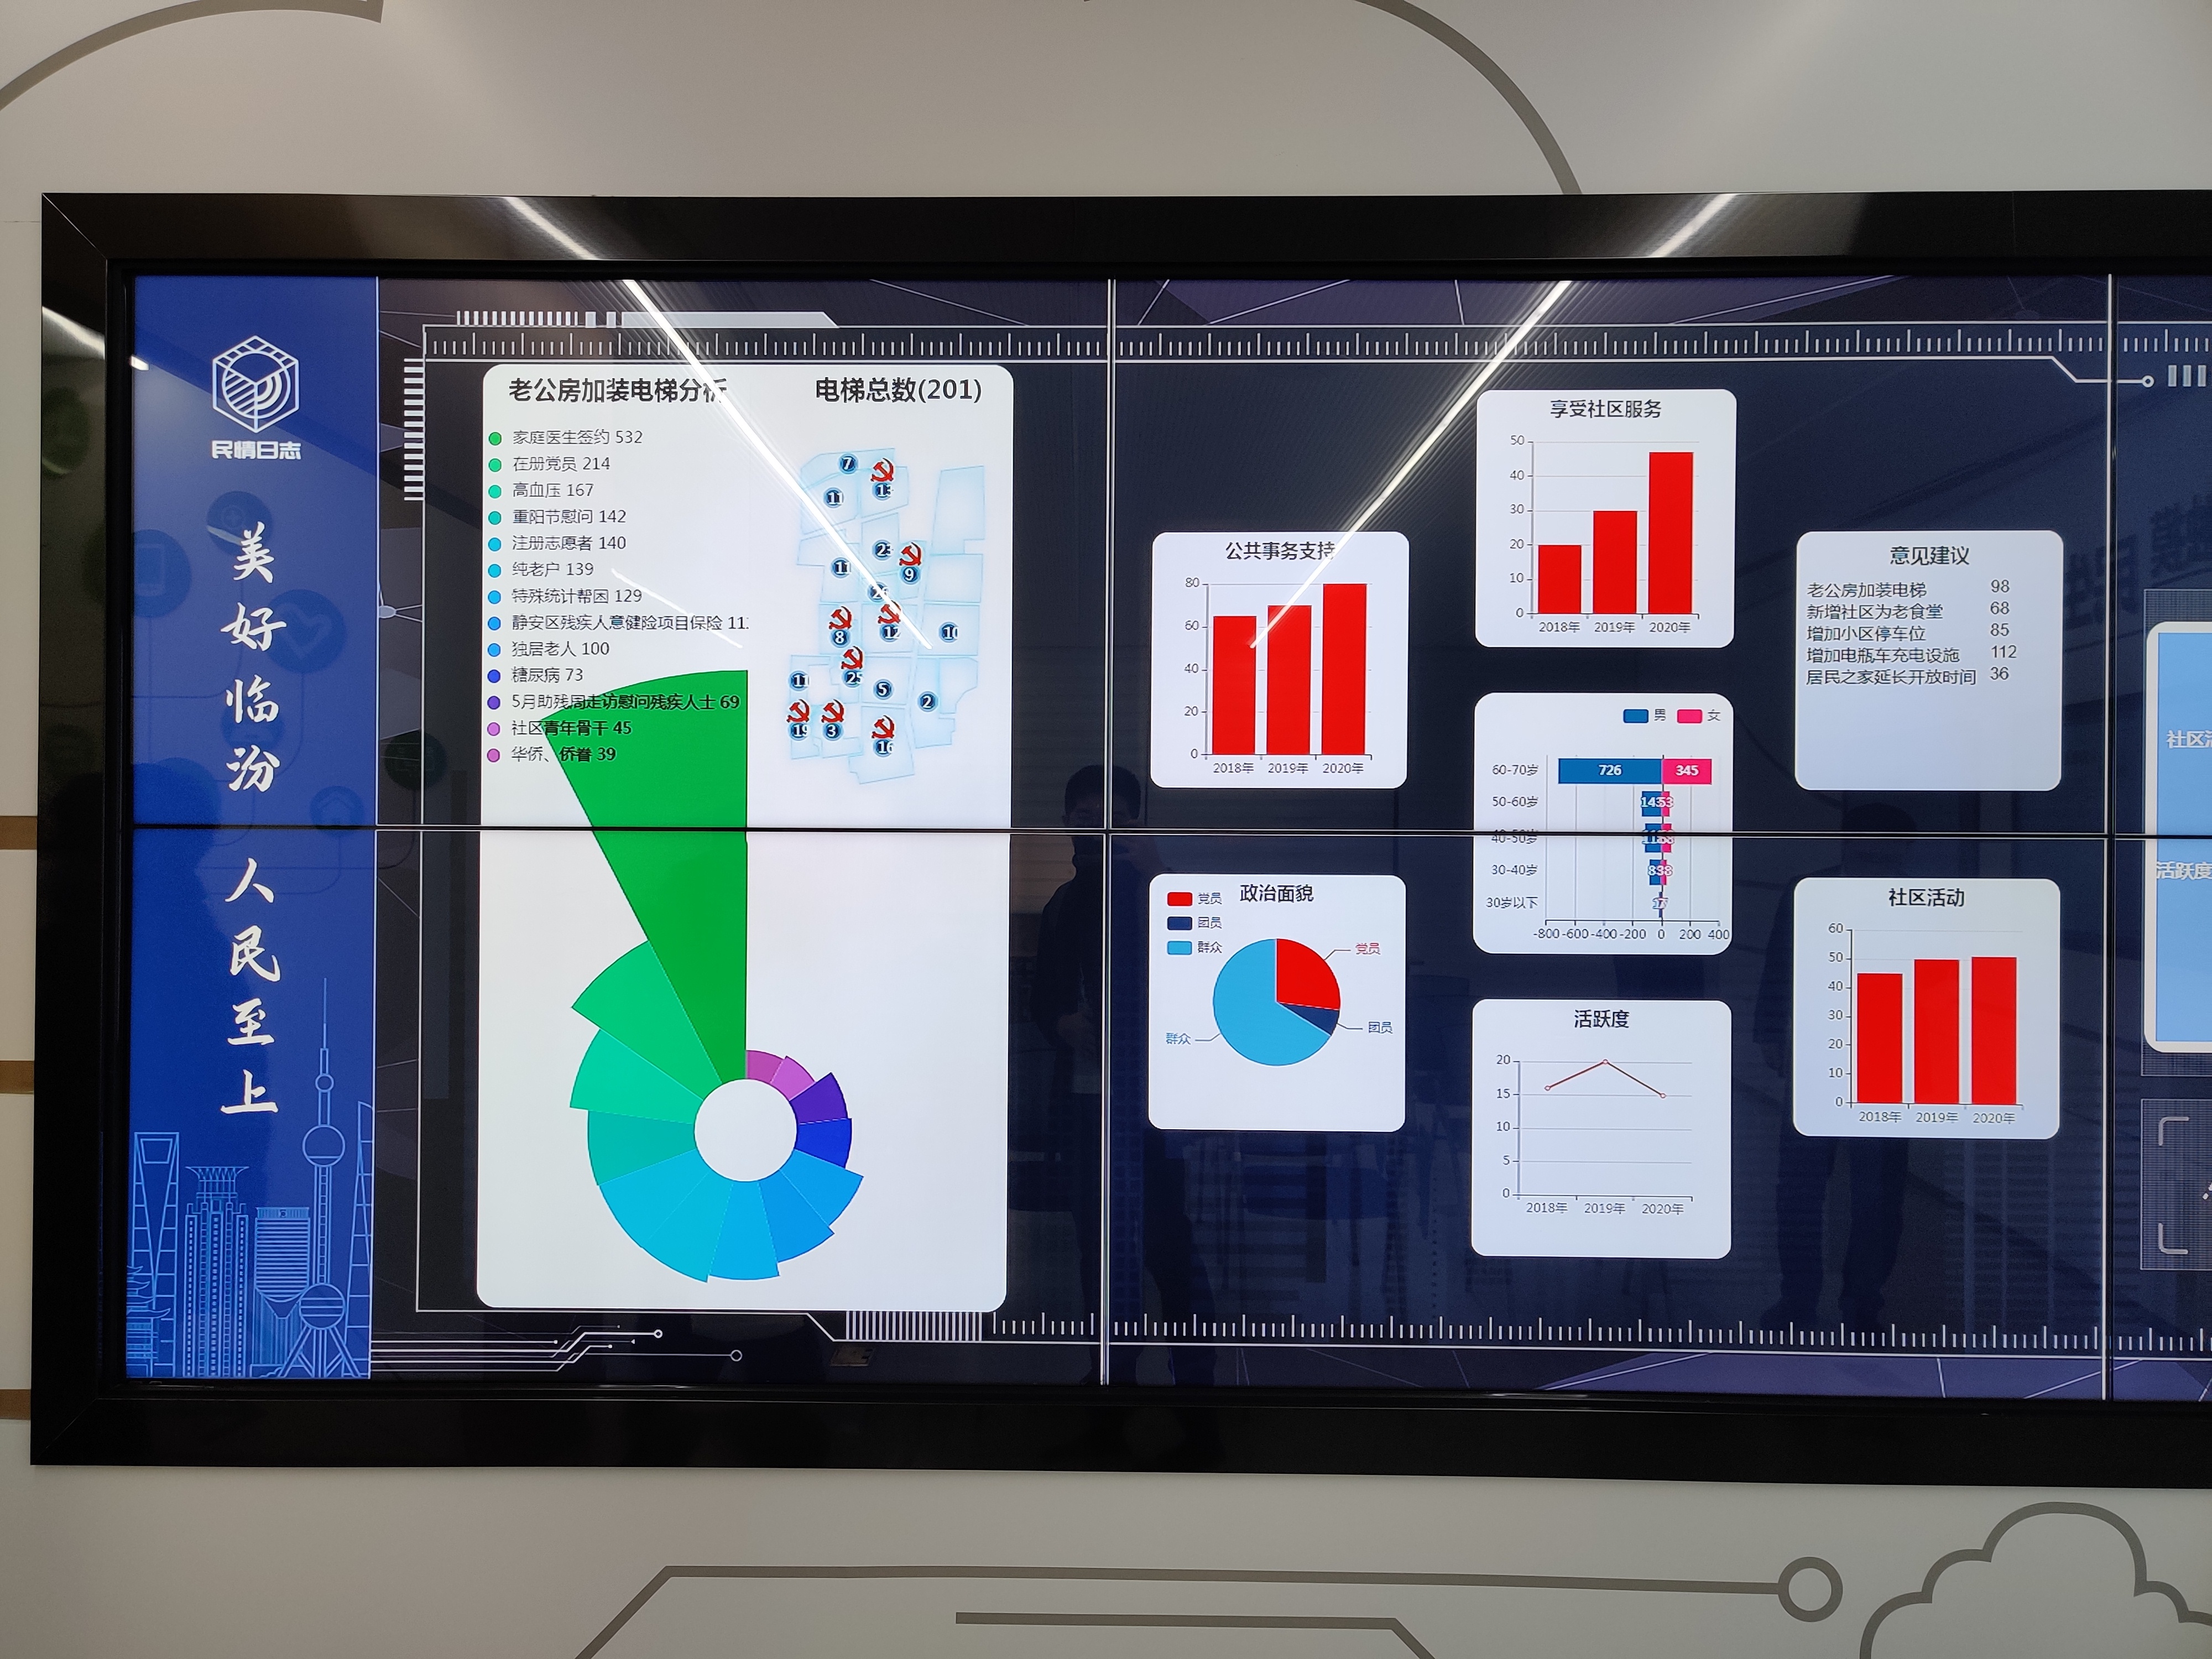 民情日志
美好临汾 人民至上
老公房加装电梯分析
电梯总数(201)
家庭医生签约 532
在册党员 214
高血压 167
重阳节慰问 142
注册志愿者 140
纯老户 139
特殊统计帮困 129
静安区残疾人意健险项目保险 11
独居老人 100
糖尿病 73
5月助残周走访慰问残疾人士 69
社区青年骨干 45
华侨、侨眷 39
7
13
11
23
11
9
8
12
10
11
25
5
2
19
3
16
公共事务支持
80
60
40
20
0
2018年 2019年 2020年
享受社区服务
50
40
30
20
10
0
2018年 2019年 2020年
意见建议
老公房加装电梯 98
新增社区为老食堂 68
增加小区停车位 85
增加电瓶车充电设施 112
居民之家延长开放时间 36
男 女
60-70岁 726 345
50-60岁 143 53
40-50岁
30-40岁
30岁以下
-800 -600 -400 -200 0 200 400
政治面貌
党员
团员
群众
党员
团员
群众
活跃度
20
15
10
5
0
2018年 2019年 2020年
社区活动
60
50
40
30
20
10
0
2018年 2019年 2020年
社区
活跃度